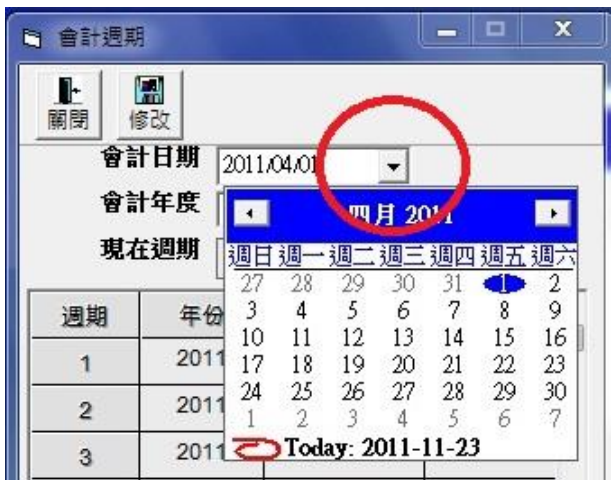 會計週期
關閉 修改
會計日期 2011/04/01
會計年度
現在週期
四月 2011
週日 週一 週二 週三 週四 週五 週六
27 28 29 30 31 1 2
3 4 5 6 7 8 9
10 11 12 13 14 15 16
17 18 19 20 21 22 23
24 25 26 27 28 29 30
1 2 3 4 5 6 7
Today: 2011-11-23
週期 年份
1 2011
2 2011
3 2011